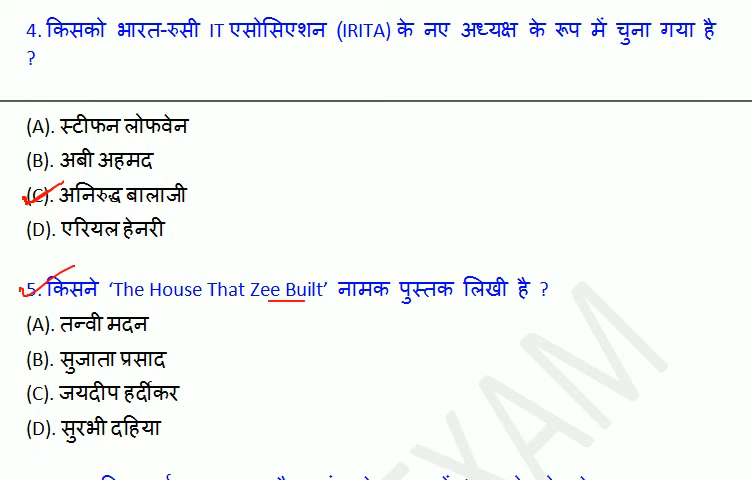 4. किसको भारत-रुसी IT एसोसिएशन (IRITA) के नए अध्यक्ष के रूप में चुना गया है
?
(A). स्टीफन लोफवेन
(B). अबी अहमद
(C). अनिरुद्ध बालाजी
(D). एरियल हेनरी
5. किसने ‘The House That Zee Built’ नामक पुस्तक लिखी है ?
(A). तन्वी मदन
(B). सुजाता प्रसाद
(C). जयदीप हर्दीकर
(D). सुरभी दहिया
EXAM